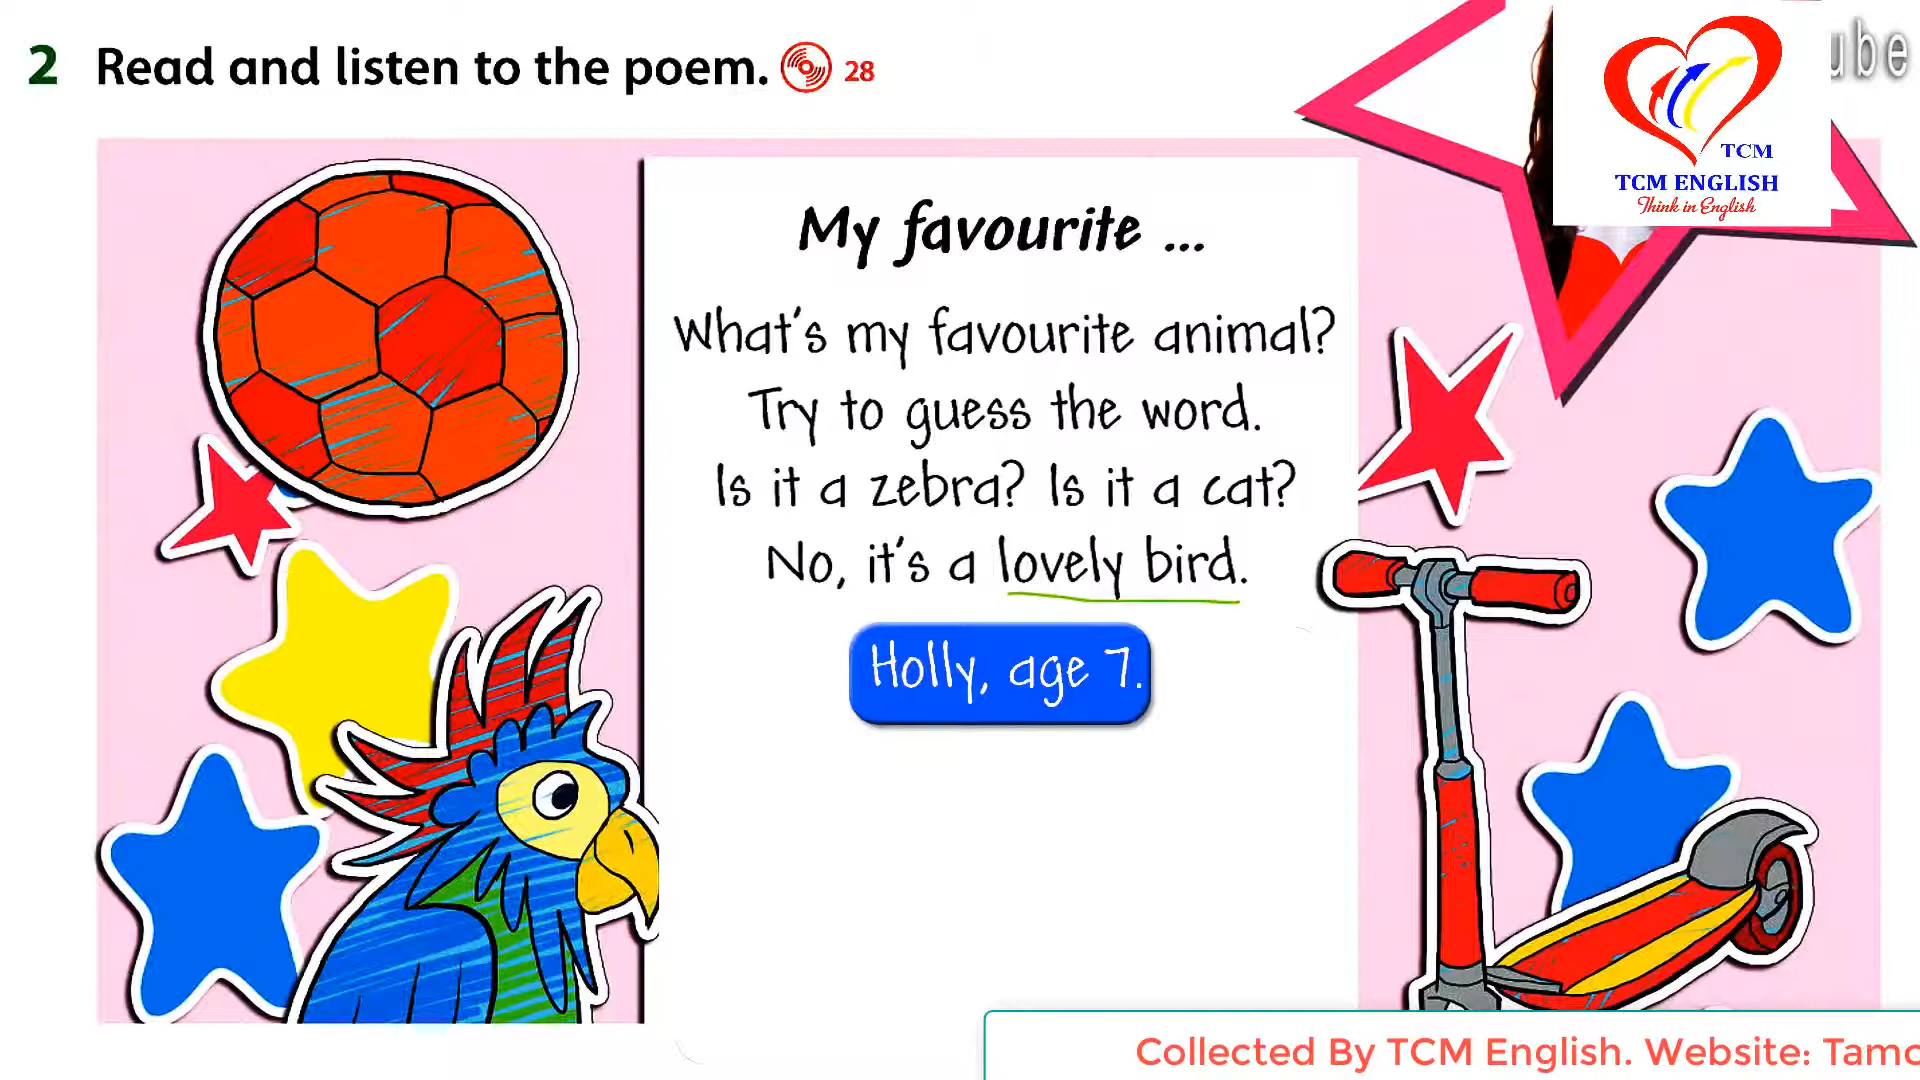 2 Read and listen to the poem. 28
ube
TCM
TCM ENGLISH
Think in English
My favourite ...
What's my favourite animal?
Try to guess the word.
Is it a zebra? Is it a cat?
No, it's a lovely bird.
Holly, age 7.
Collected By TCM English. Website: Tamc